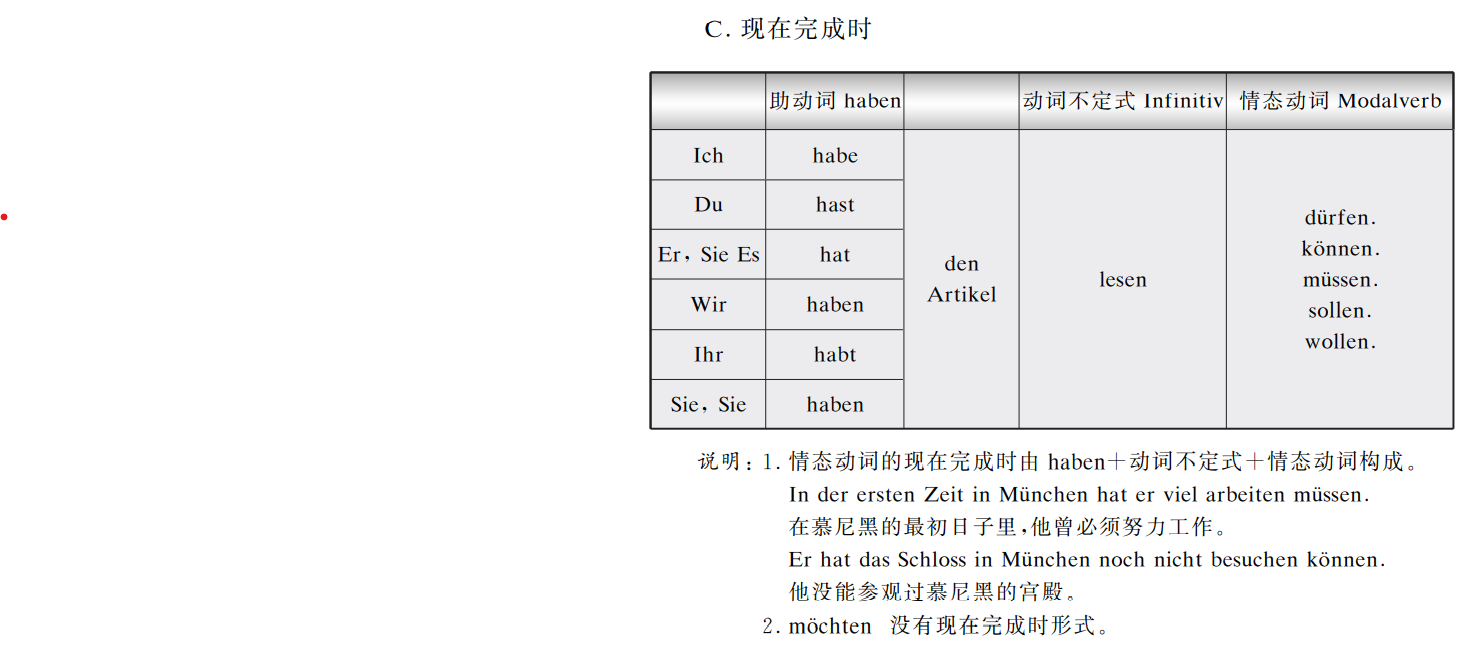 C. 现在完成时
助动词 haben 动词不定式 Infinitiv 情态动词 Modalverb
Ich habe
Du hast
Er, Sie Es hat
Wir haben
Ihr habt
Sie, Sie haben
den
Artikel
lesen
dürfen.
können.
müssen.
sollen.
wollen.
说明：1. 情态动词的现在完成时由 haben＋动词不定式＋情态动词构成。
In der ersten Zeit in München hat er viel arbeiten müssen.
在慕尼黑的最初日子里，他曾必须努力工作。
Er hat das Schloss in München noch nicht besuchen können.
他没能参观过慕尼黑的宫殿。
2. möchten 没有现在完成时形式。